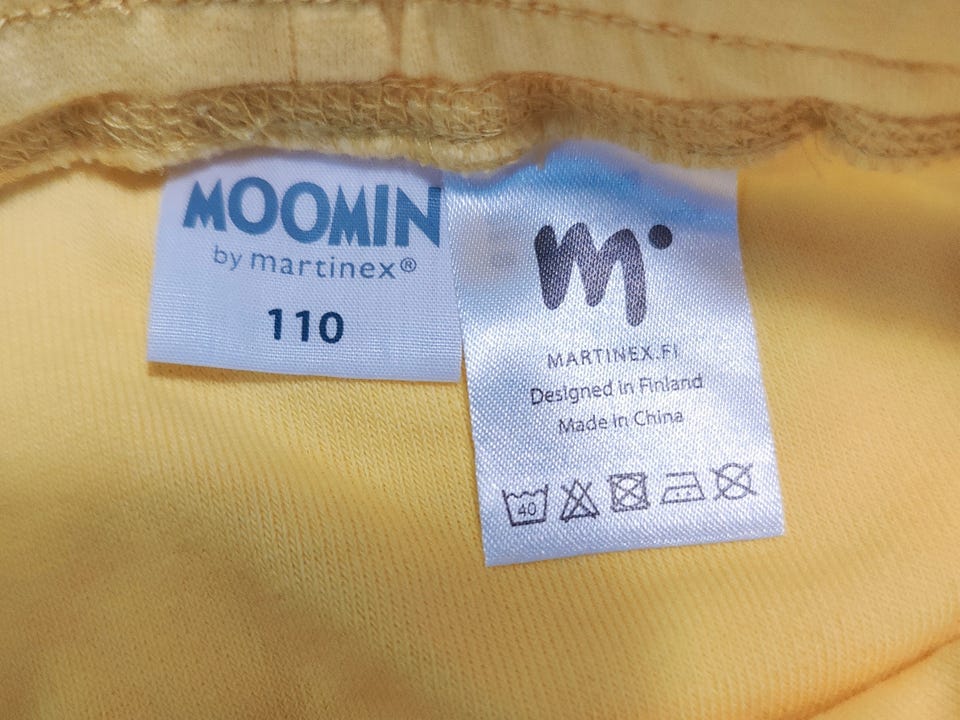 MOOMIN
by martinex®
110
m
MARTINEX.FI
Designed in Finland
Made in China
40